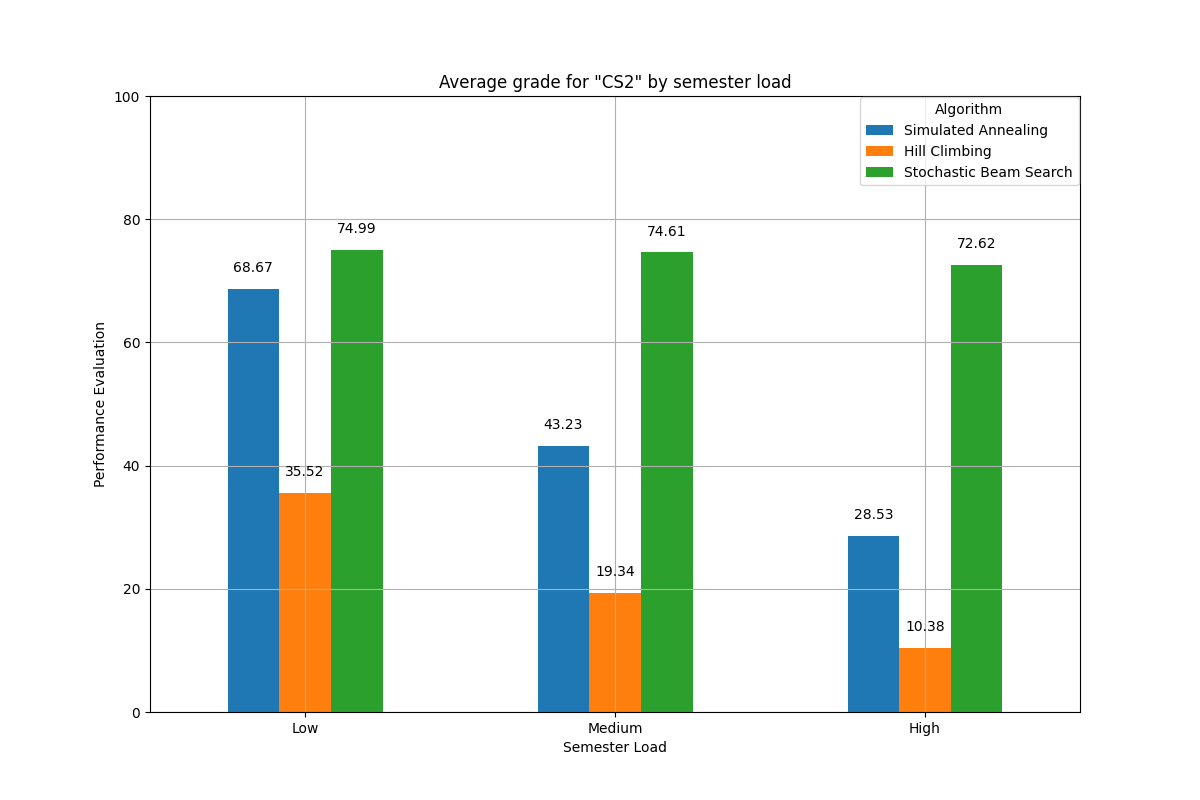 Average grade for "CS2" by semester load
Algorithm
Simulated Annealing
Hill Climbing
Stochastic Beam Search
Performance Evaluation
100
80
60
40
20
0
68.67
35.52
74.99
43.23
19.34
74.61
28.53
10.38
72.62
Low
Medium
High
Semester Load